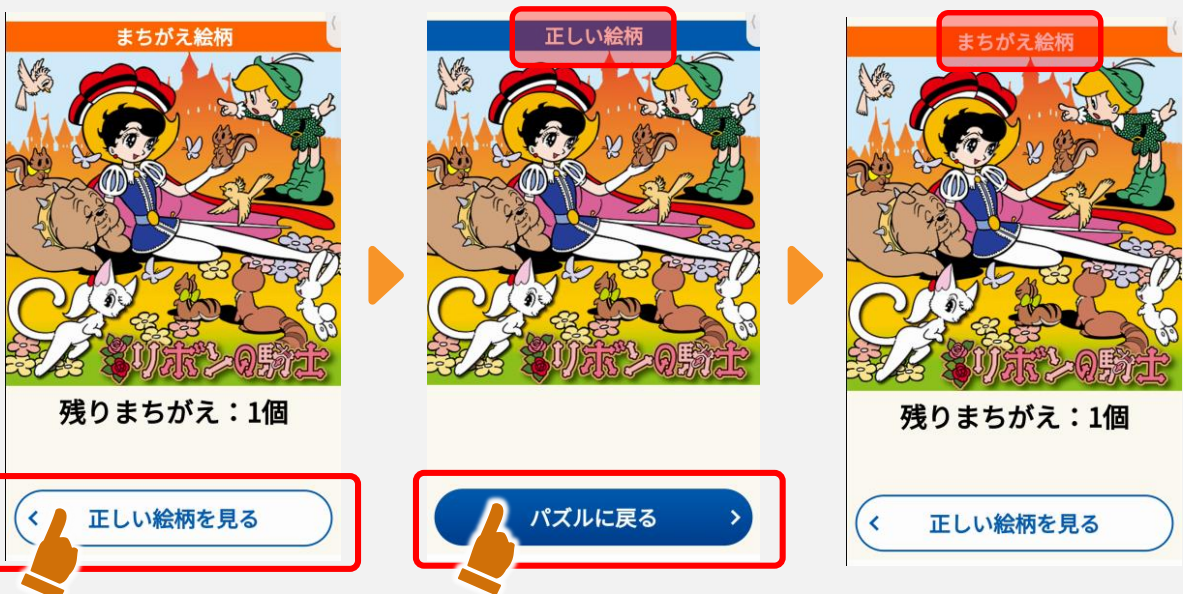 まちがえ絵柄
リボンの騎士
残りまちがえ：1個
正しい絵柄を見る
正しい絵柄
リボンの騎士
パズルに戻る
まちがえ絵柄
リボンの騎士
残りまちがえ：1個
正しい絵柄を見る